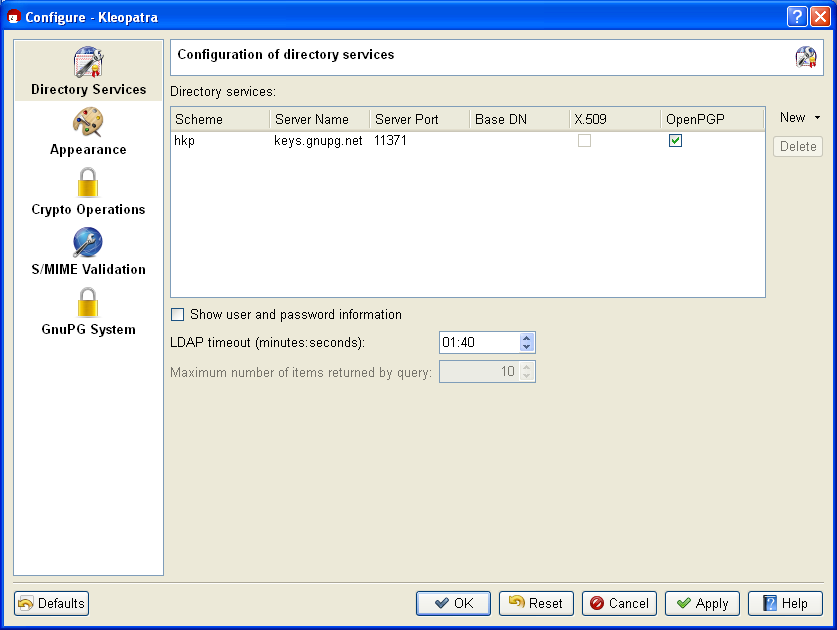 Configure - Kleopatra
Directory Services
Appearance
Crypto Operations
S/MIME Validation
GnuPG System
Configuration of directory services
Directory services:
Scheme Server Name Server Port Base DN X.509 OpenPGP
hkp keys.gnupg.net 11371
New
Delete
Show user and password information
LDAP timeout (minutes:seconds): 01:40
Maximum number of items returned by query: 10
Defaults OK Reset Cancel Apply Help